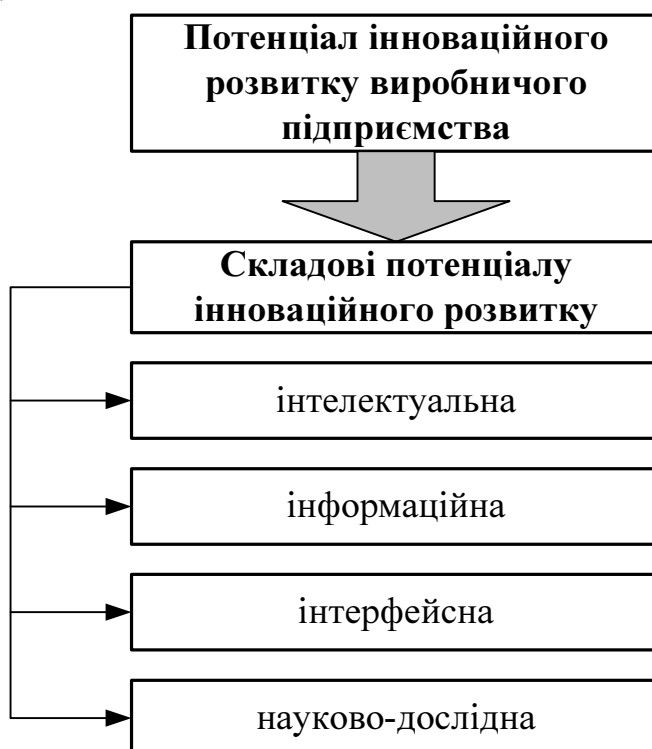 Потенціал інноваційного
розвитку виробничого
підприємства
Складові потенціалу
інноваційного розвитку
інтелектуальна
інформаційна
інтерфейсна
науково-дослідна